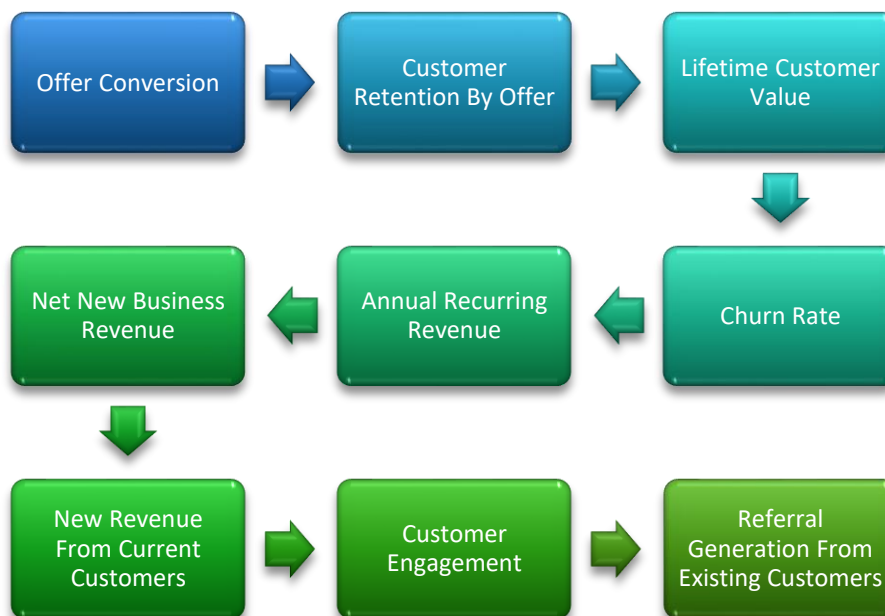 Offer Conversion
Customer
Retention By Offer
Lifetime Customer
Value
Churn Rate
Annual Recurring
Revenue
Net New Business
Revenue
New Revenue
From Current
Customers
Customer
Engagement
Referral
Generation From
Existing Customers